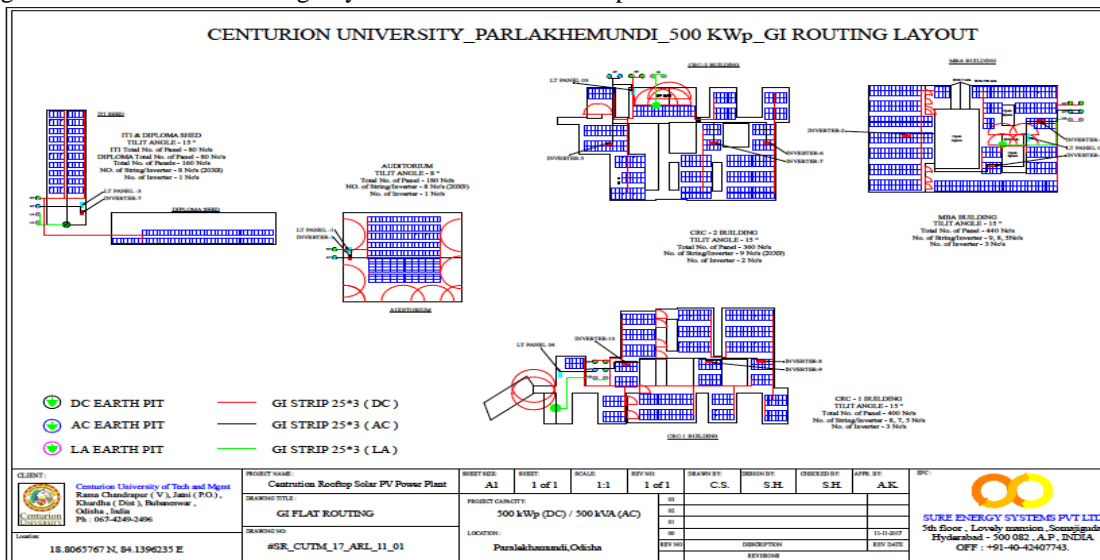 CENTURION UNIVERSITY_PARLAKHEMUNDI_500 KWp_GI ROUTING LAYOUT
ITI SHED
ITI & DIPLOMA SHED
TILIT ANGLE - 15 °
ITI Total No. of Panel - 80 No's
DIPLOMA Total No. of Panel - 80 No's
Total No. of Panels - 160 No's
NO. of String/Inverter - 8 No's (20X8)
No. of Inverter - 1 No's
LT PANEL -3
INVERTER-7
DIPLOMA SHED
AUDITORIUM
TILIT ANGLE - 8 °
Total No. of Panel - 180 No's
NO. of String/Inverter - 8 No's (20X9)
No. of Inverter - 1 No's
LT PANEL -1
INVERTER-
AUDITORIUM
CRC-2 BUILDING
LT PANEL 03
INVERTER-5
INVERTER-6
INVERTER-7
CRC - 2 BUILDING
TILIT ANGLE - 15 °
Total No. of Panel - 360 No's
No. of String/Inverter - 9 No's (20X9)
No. of Inverter - 2 No's
MBA BUILDING
INVERTER-2
INVERTER-
LT PANEL
INVERTER-
MBA BUILDING
TILIT ANGLE - 15 °
Total No. of Panel - 440 No's
No. of String/Inverter - 9, 8, 5No's
No. of Inverter - 3 No's
LT PANEL 04
INVERTER-10
INVERTER-8
INVERTER-9
CRC-1 BUILDING
CRC - 1 BUILDING
TILIT ANGLE - 15 °
Total No. of Panel - 400 No's
No. of String/Inverter - 8, 7, 5 No's
No. of Inverter - 3 No's
DC EARTH PIT
GI STRIP 25*3 ( DC )
AC EARTH PIT
GI STRIP 25*3 ( AC )
LA EARTH PIT
GI STRIP 25*3 ( LA )
CLIENT:
Centurion UNIVERSITY
Centurion University of Tech and Mgmt
Rama Chandrapur ( V ), Jatni ( P.O.) ,
Khurdha ( Dist ), Bubaneswar ,
Odisha , India
Ph : 067-4249-2496
Location:
18.8065767 N, 84.1396235 E
PROJECT NAME:
Centrution Rooftop Solar PV Power Plant
DRAWING TITLE :
GI FLAT ROUTING
DRAWING NO:
#SR_CUTM_17_ARL_11_01
SHEET SIZE:
A1
SHEET:
1 of 1
SCALE:
1:1
REV NO:
1 of 1
DRAWN BY:
C.S.
DESIGN BY:
S.H.
CHECKED BY:
S.H.
APPR. BY:
A.K.
PROJECT CAPACITY:
500 kWp (DC) / 500 kVA (AC)
LOCATION :
Paralekhamundi,Odisha
03
02
01
00
11-11-2017
REV NO
DESCRIPTION
REV DATE
REVISIONS
EPC:
SURE ENERGY SYSTEMS PVT LTD
5th floor , Lovely mansion ,Somajiguda
Hyderabad - 500 082 , A.P , INDIA
OFF : +91-40-42407743.